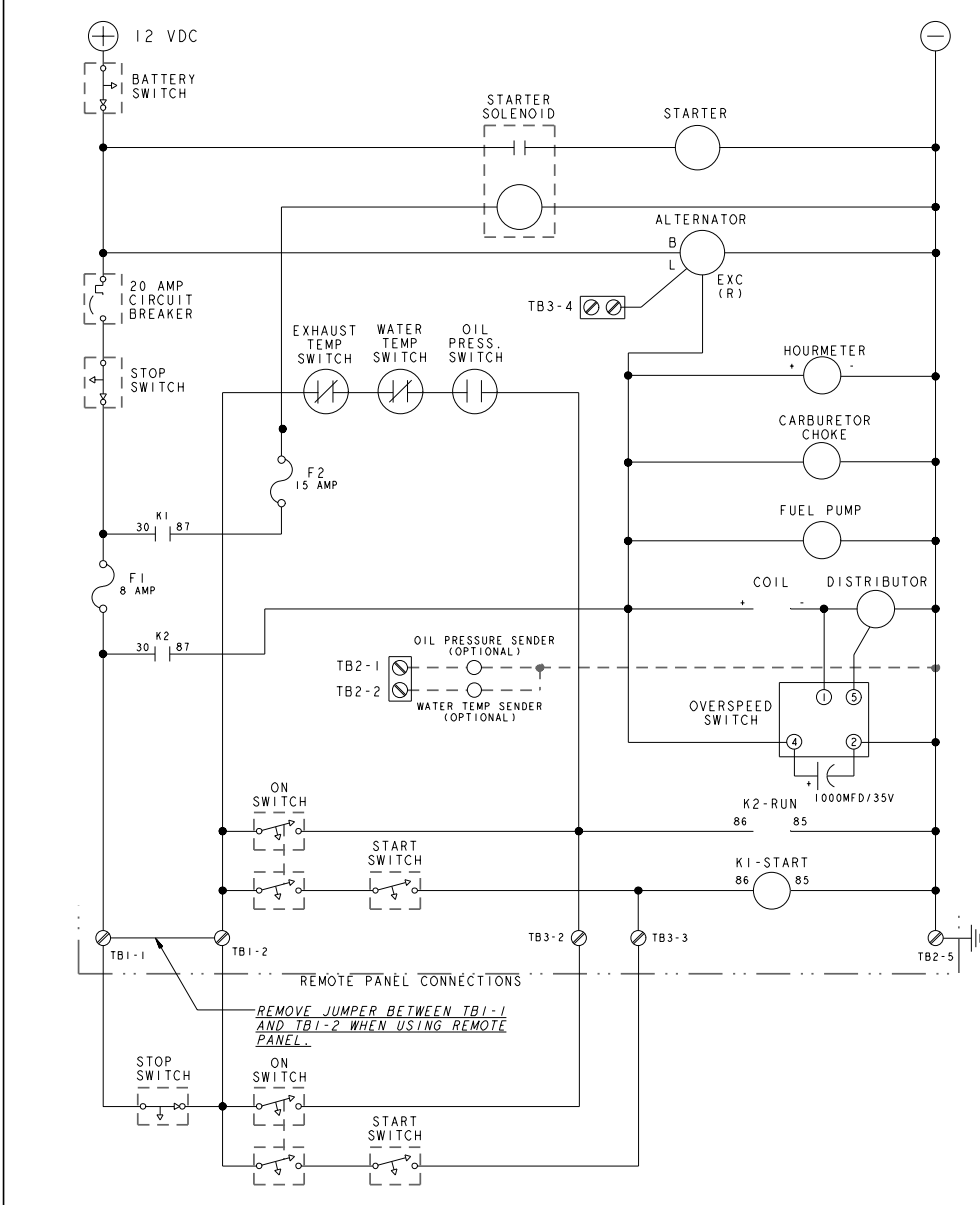 + 12 VDC
-
BATTERY
SWITCH
STARTER
SOLENOID
STARTER
ALTERNATOR
B
L
EXC
(R)
TB3-4
20 AMP
CIRCUIT
BREAKER
EXHAUST
TEMP
SWITCH
WATER
TEMP
SWITCH
OIL
PRESS.
SWITCH
STOP
SWITCH
HOURMETER
+ -
CARBURETOR
CHOKE
F2
15 AMP
FUEL PUMP
K1
30 87
F1
8 AMP
COIL
+ -
DISTRIBUTOR
K2
30 87
OIL PRESSURE SENDER
(OPTIONAL)
TB2-1
TB2-2
WATER TEMP SENDER
(OPTIONAL)
OVERSPEED
SWITCH
1 5
4 2
+
1000MFD/35V
ON
SWITCH
K2-RUN
86 85
START
SWITCH
K1-START
86 85
TB1-1
TB1-2
TB3-2
TB3-3
TB2-5
REMOTE PANEL CONNECTIONS
REMOVE JUMPER BETWEEN TB1-1
AND TB1-2 WHEN USING REMOTE
PANEL.
STOP
SWITCH
ON
SWITCH
START
SWITCH